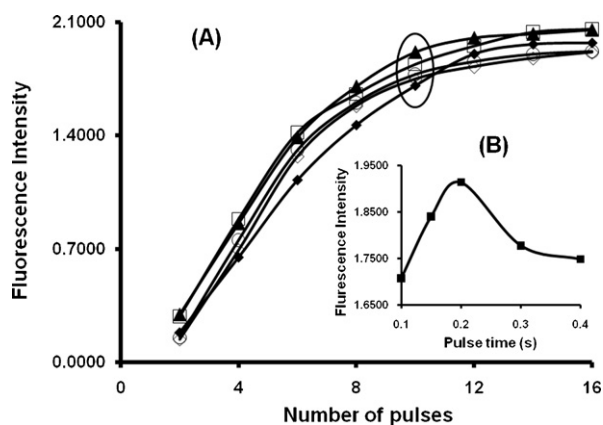 (A)
2.1000
1.4000
0.7000
0.0000
Fluorescence Intensity
0
4
8
12
16
Number of pulses
(B)
1.9500
1.8500
1.7500
1.6500
Flurescence Intensity
0.1
0.2
0.3
0.4
Pulse time (s)